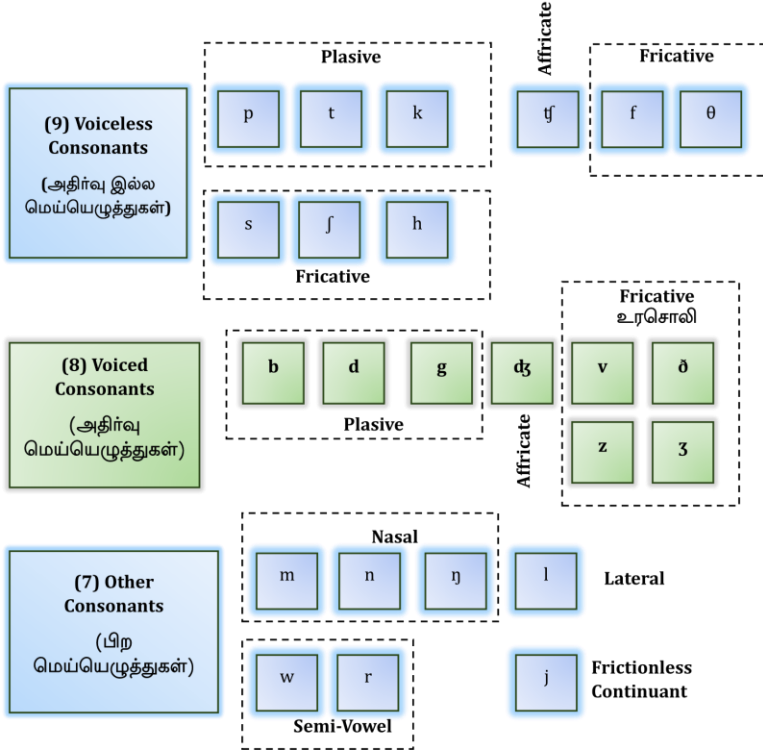 Plasive
Affricate
Fricative
p t k
ʧ
f θ
(9) Voiceless
Consonants
(அதிர்வு இல்லா
மெய்யெழுத்துகள்)
s ʃ h
Fricative
Fricative
உரசொலி
(8) Voiced
Consonants
(அதிர்வு
மெய்யெழுத்துகள்)
b d g
ʤ
v ð
Plasive
Affricate
z ʒ
Nasal
(7) Other
Consonants
(பிற
மெய்யெழுத்துகள்)
m n ŋ
l
Lateral
w r
j
Frictionless
Continuant
Semi-Vowel